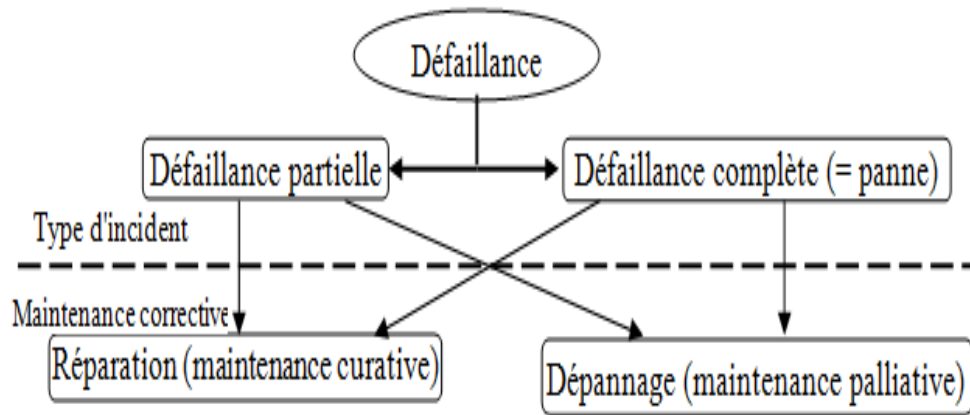 Défaillance
Défaillance partielle
Défaillance complète (= panne)
Type d'incident
Maintenance corrective
Réparation (maintenance curative)
Dépannage (maintenance palliative)